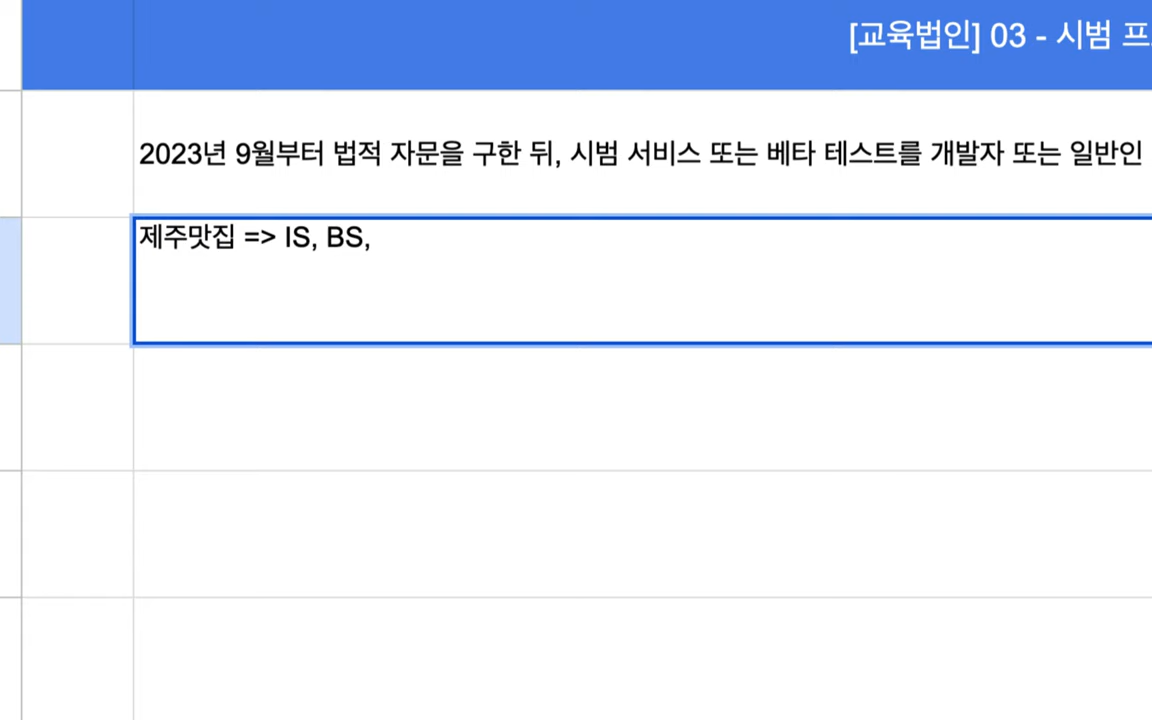 [교육법인] 03 - 시범
2023년 9월부터 법적 자문을 구한 뒤, 시범 서비스 또는 베타 테스트를 개발자 또는 일반인
제주맛집 => IS, BS,